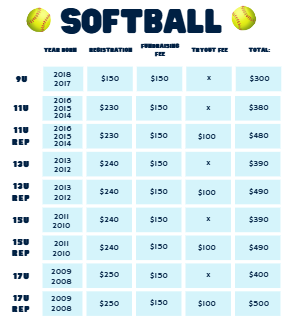 SOFTBALL
YEAR BORN REGISTRATION FUNDRAISING FEE TRYOUT FEE TOTAL:
9U 2018 2017 $150 $150 x $300
11U 2016 2015 2014 $230 $150 x $380
11U REP 2016 2015 2014 $230 $150 $100 $480
13U 2013 2012 $240 $150 x $390
13U REP 2013 2012 $240 $150 $100 $490
15U 2011 2010 $240 $150 x $390
15U REP 2011 2010 $240 $150 $100 $490
17U 2009 2008 $250 $150 x $400
17U REP 2009 2008 $250 $150 $100 $500